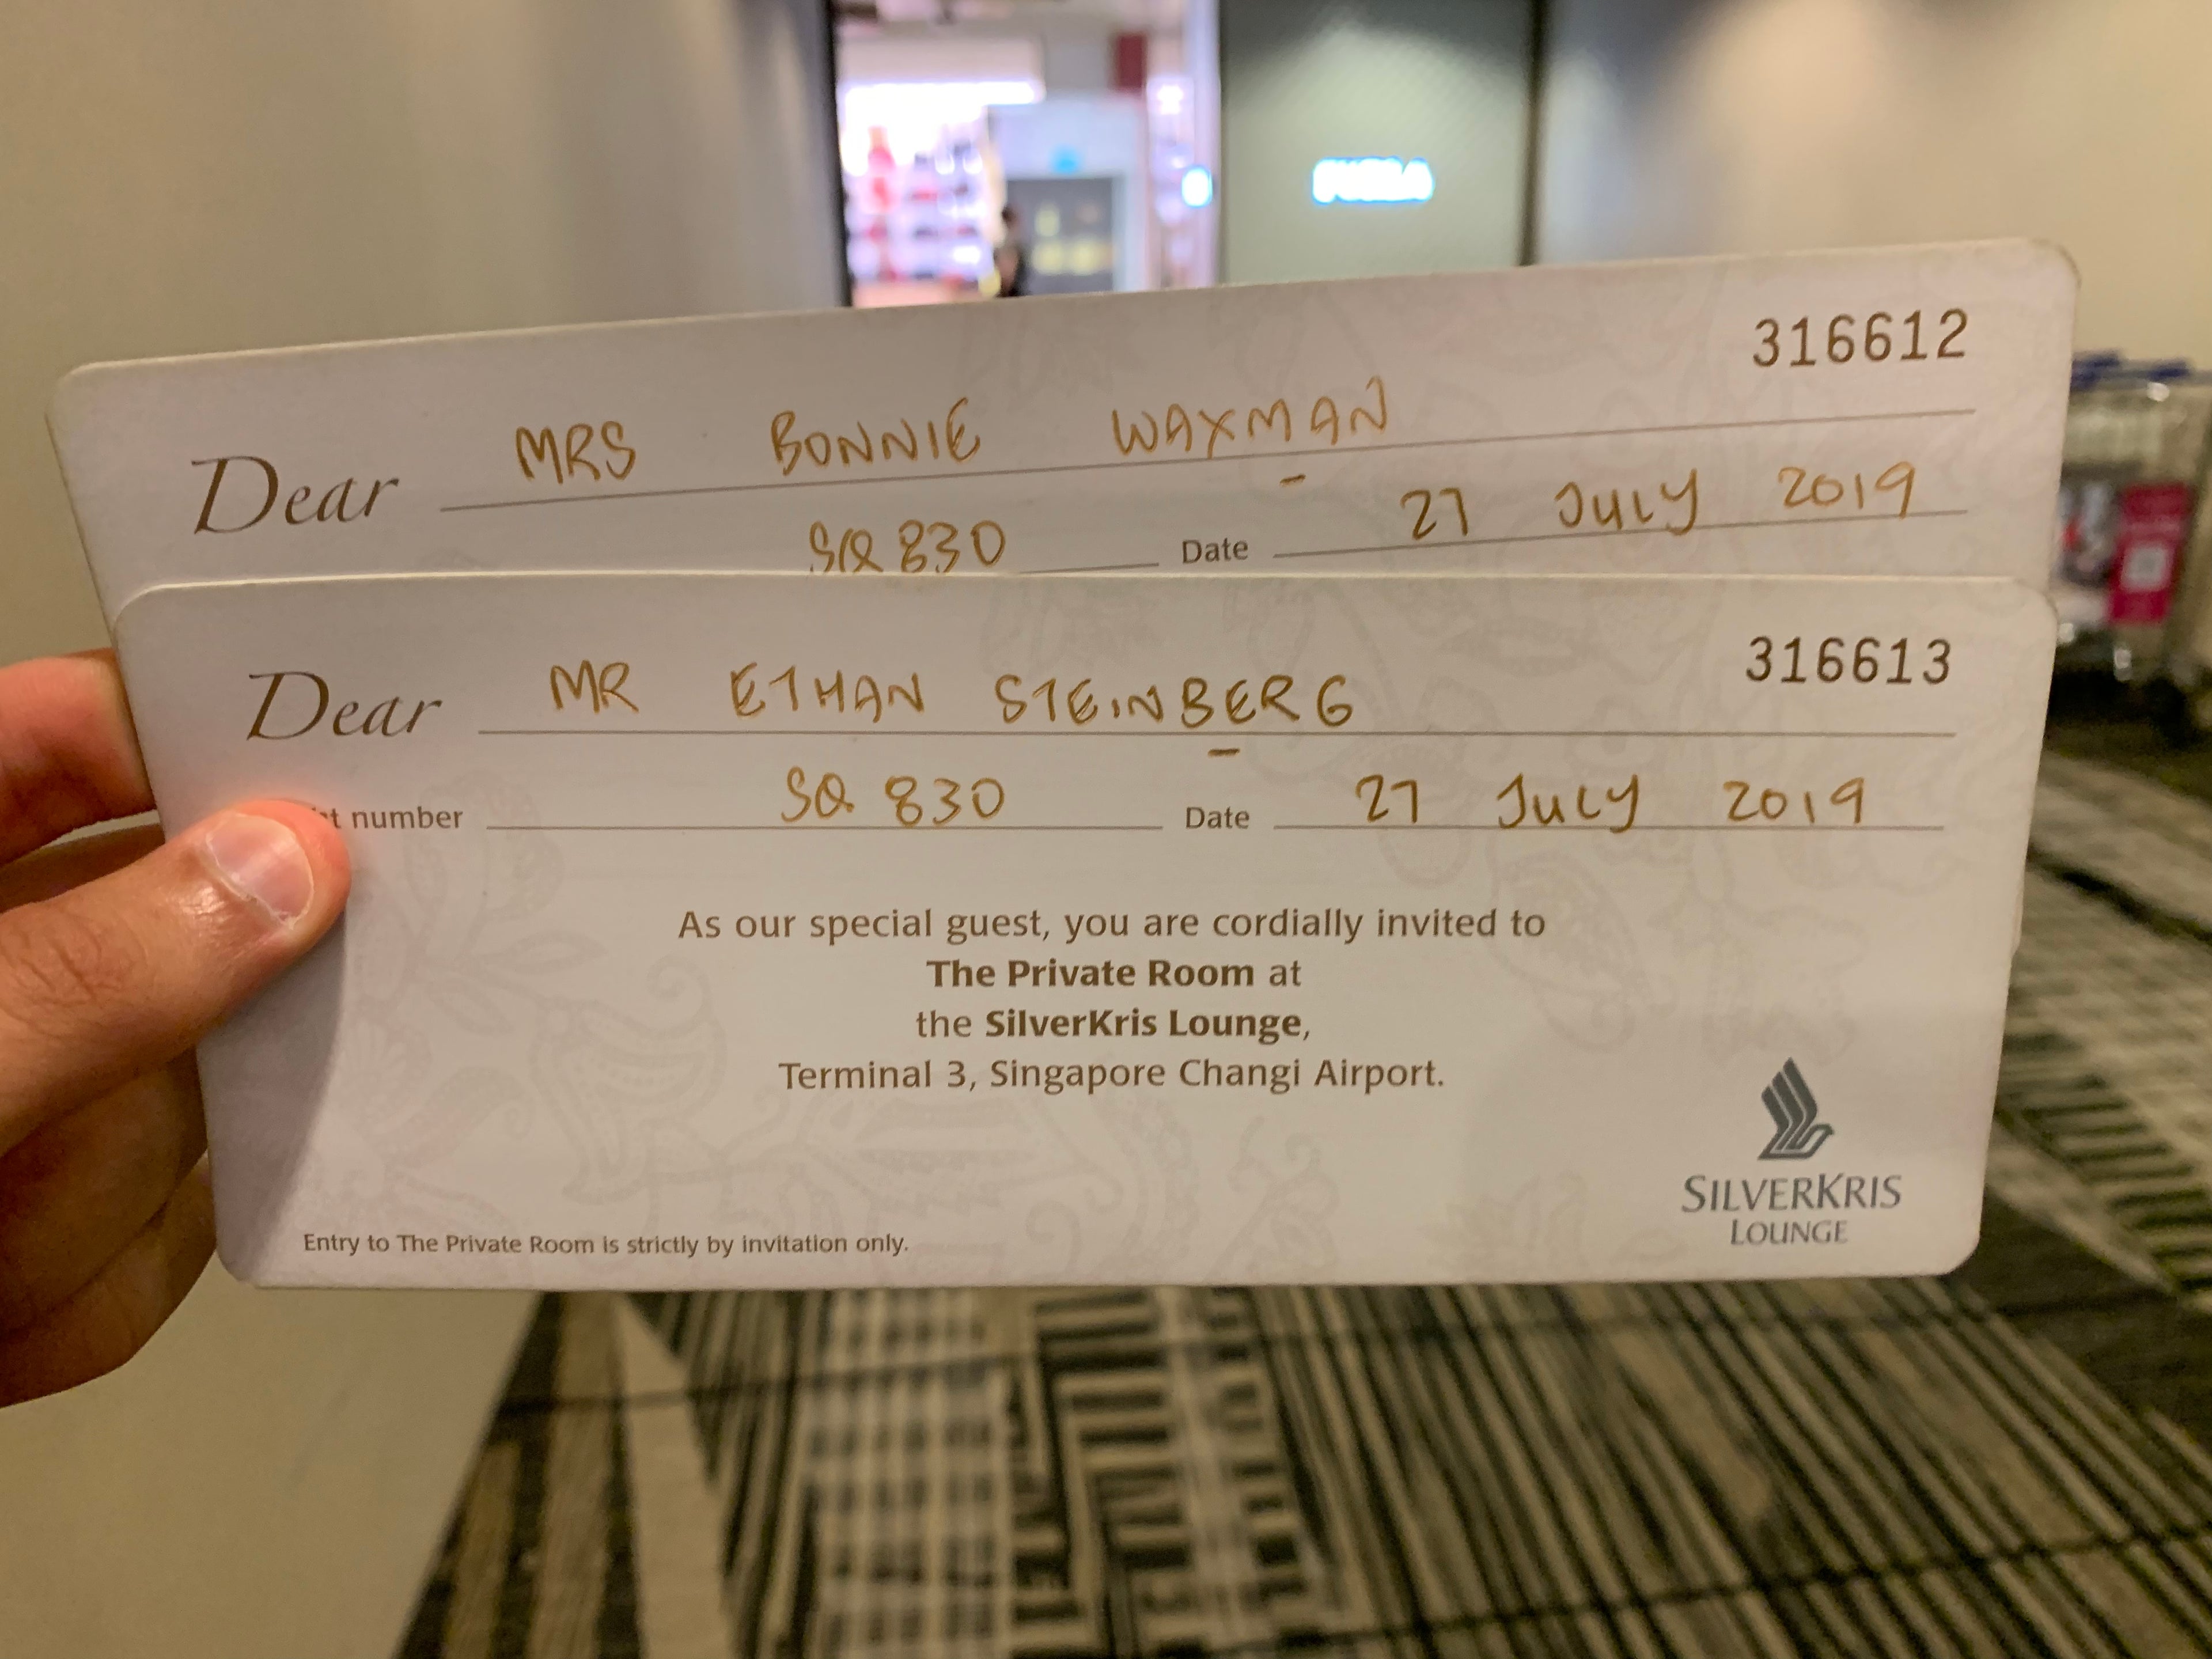 FURLA
316612
Dear MRS BONNIE WAXMAN
SQ 830 Date 27 JULY 2019
316613
Dear MR ETHAN STEINBERG
number SQ 830 Date 27 JULY 2019
As our special guest, you are cordially invited to
The Private Room at
the SilverKris Lounge,
Terminal 3, Singapore Changi Airport.
SILVERKRIS
LOUNGE
Entry to The Private Room is strictly by invitation only.